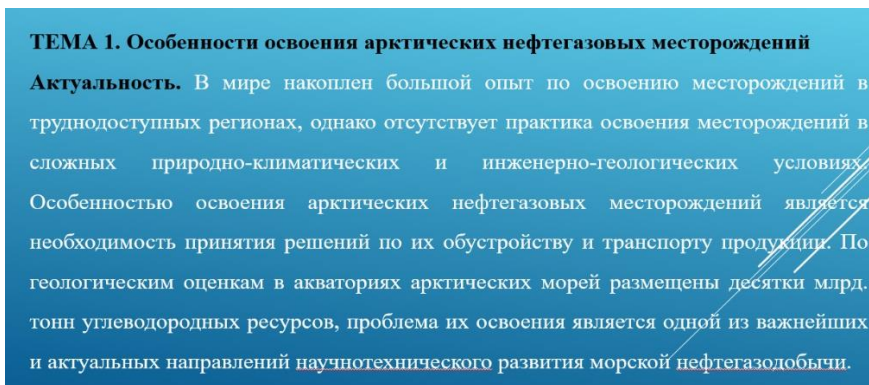 ТЕМА 1. Особенности освоения арктических нефтегазовых месторождений
Актуальность. В мире накоплен большой опыт по освоению месторождений в
труднодоступных регионах, однако отсутствует практика освоения месторождений в
сложных природно-климатических и инженерно-геологических условиях.
Особенностью освоения арктических нефтегазовых месторождений является
необходимость принятия решений по их обустройству и транспорту продукции. По
геологическим оценкам в акваториях арктических морей размещены десятки млрд.
тонн углеводородных ресурсов, проблема их освоения является одной из важнейших
и актуальных направлений научнотехнического развития морской нефтегазодобычи.